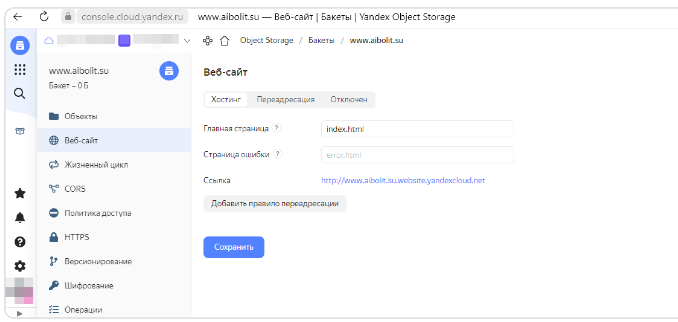 console.cloud.yandex.ru www.aibolit.su — Веб-сайт | Бакеты | Yandex Object Storage
Object Storage / Бакеты / www.aibolit.su
www.aibolit.su
Бакет – 0 Б
Объекты
Веб-сайт
Жизненный цикл
CORS
Политика доступа
HTTPS
Версионирование
Шифрование
Операции
Веб-сайт
Хостинг Переадресация Отключен
Главная страница ? index.html
Страница ошибки ? error.html
Ссылка http://www.aibolit.su.website.yandexcloud.net
Добавить правило переадресации
Сохранить